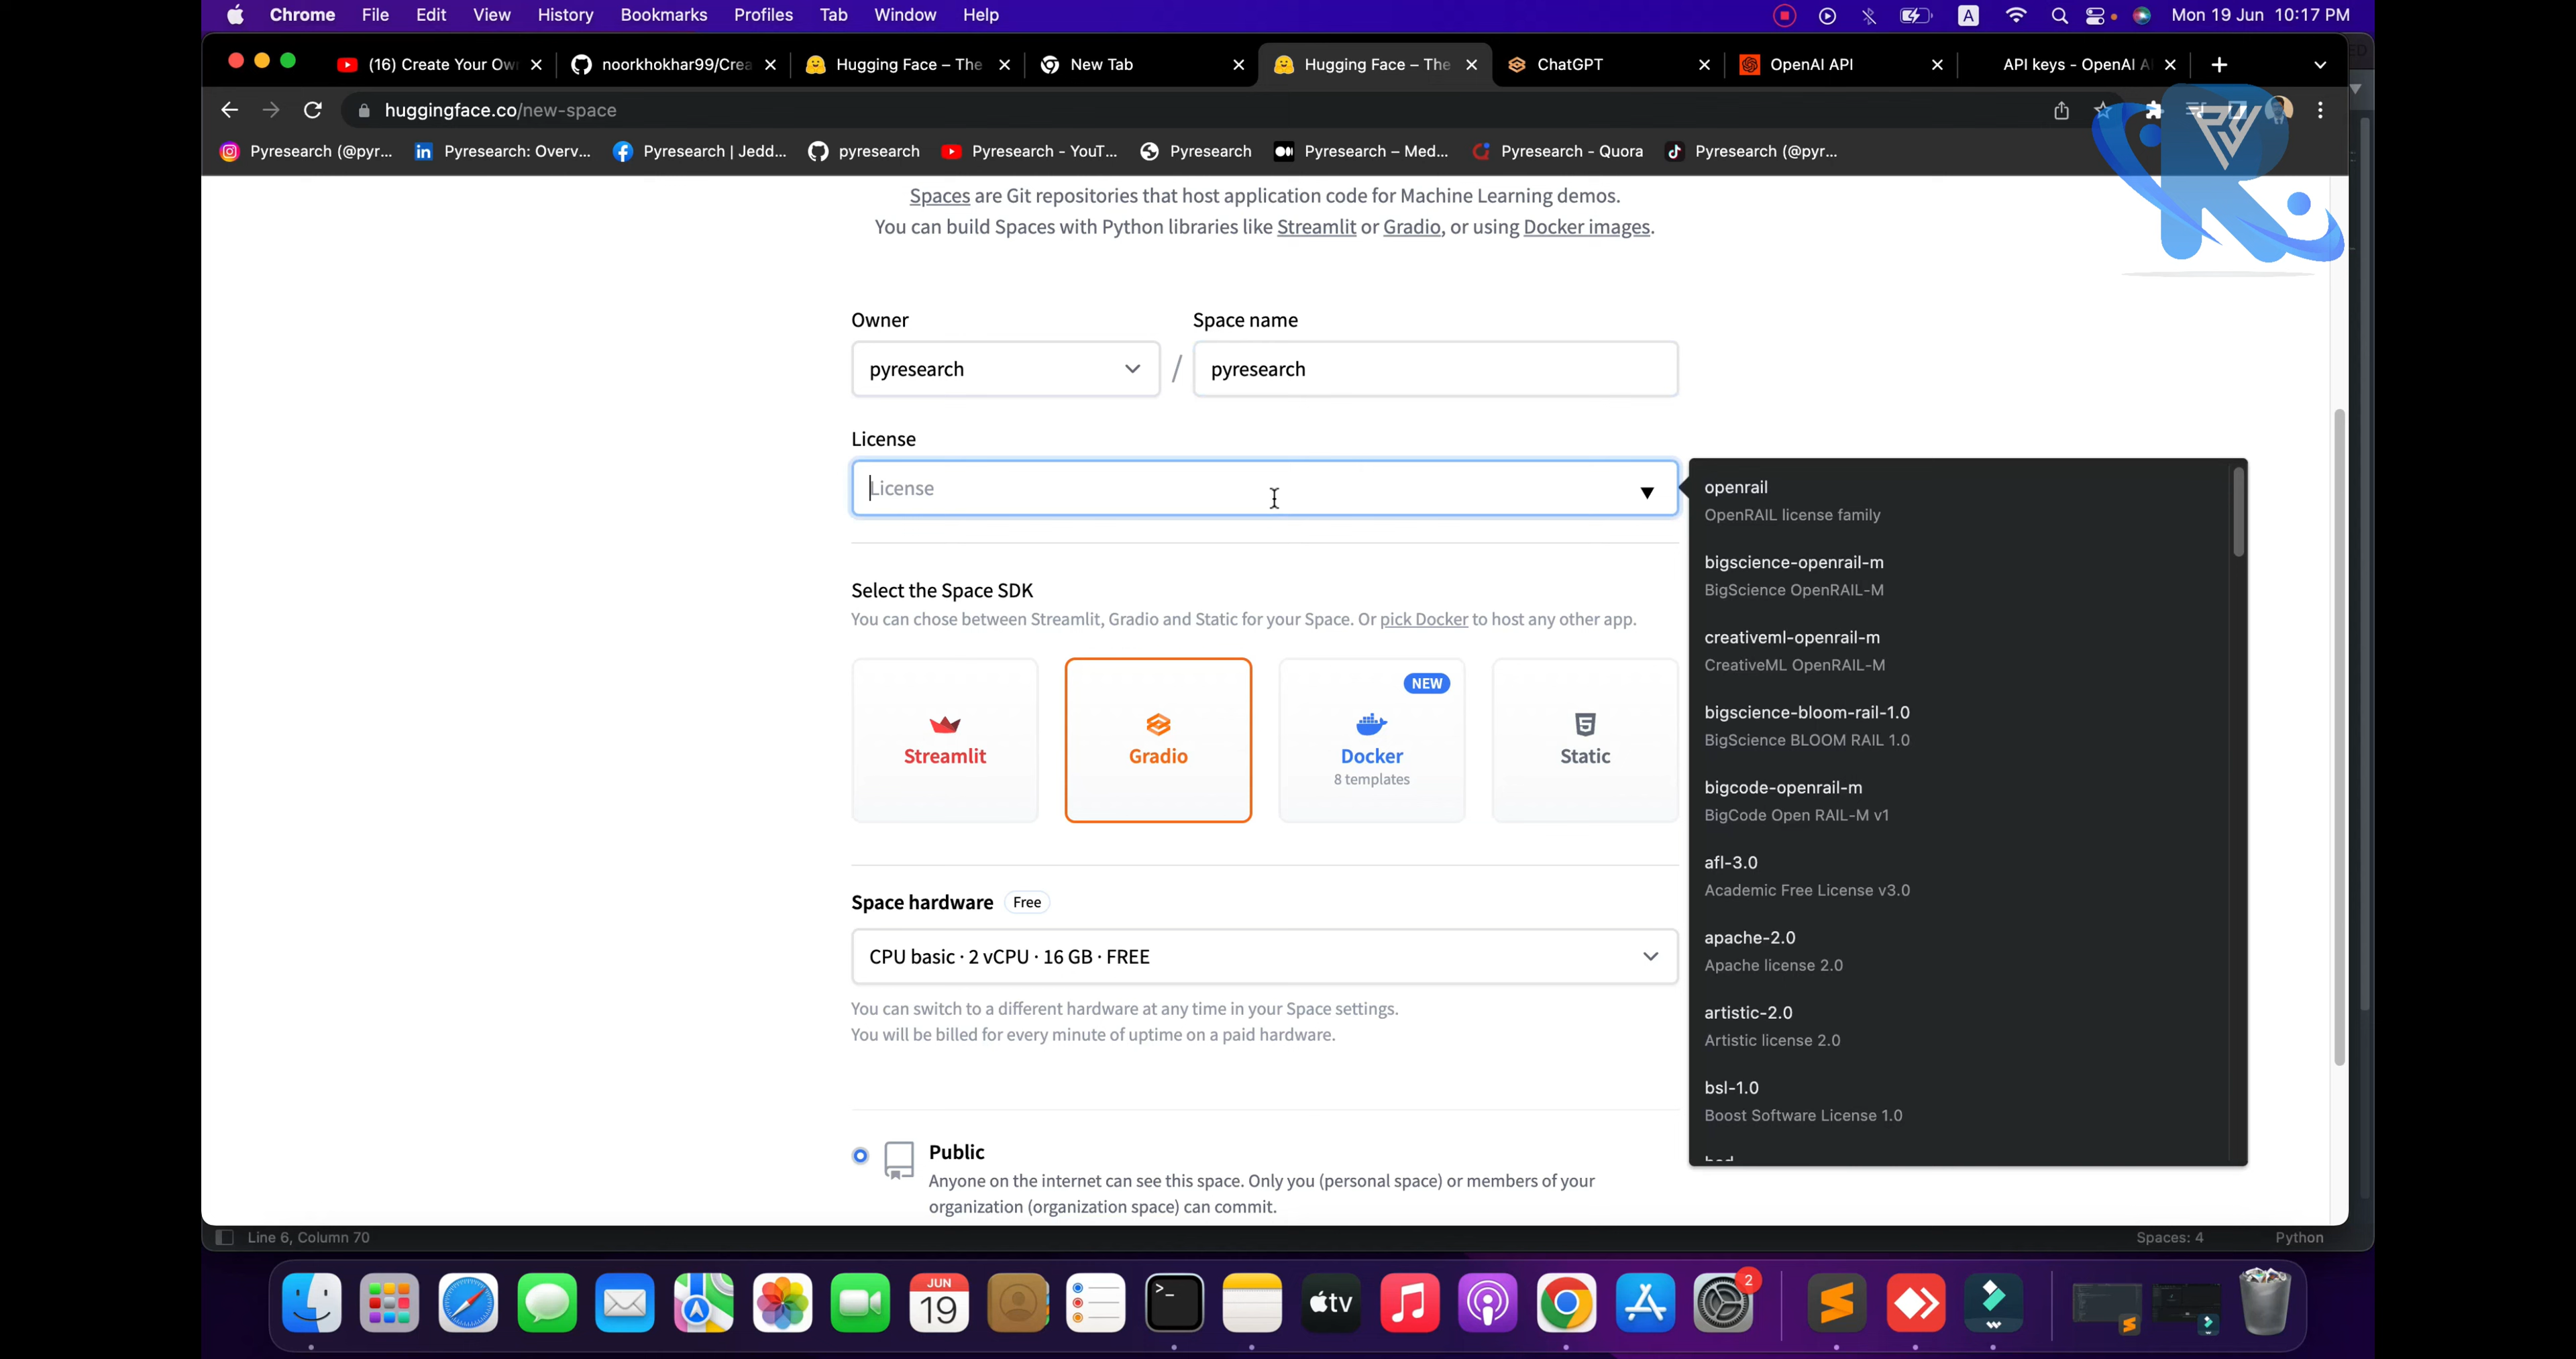 Chrome File Edit View History Bookmarks Profiles Tab Window Help A Mon 19 Jun 10:17 PM
(16) Create Your Ow noorkhokhar99/Crea Hugging Face – The New Tab Hugging Face – The ChatGPT OpenAI API API keys - OpenAI A
huggingface.co/new-space
Pyresearch (@pyr... Pyresearch: Overv... Pyresearch | Jedd... pyresearch Pyresearch - YouT... Pyresearch Pyresearch – Med... Pyresearch - Quora Pyresearch (@pyr...
Spaces are Git repositories that host application code for Machine Learning demos.
You can build Spaces with Python libraries like Streamlit or Gradio, or using Docker images.
Owner Space name
pyresearch / pyresearch
License
License
openrail
OpenRAIL license family
bigscience-openrail-m
BigScience OpenRAIL-M
creativeml-openrail-m
CreativeML OpenRAIL-M
bigscience-bloom-rail-1.0
BigScience BLOOM RAIL 1.0
bigcode-openrail-m
BigCode Open RAIL-M v1
afl-3.0
Academic Free License v3.0
apache-2.0
Apache license 2.0
artistic-2.0
Artistic license 2.0
bsl-1.0
Boost Software License 1.0
Select the Space SDK
You can chose between Streamlit, Gradio and Static for your Space. Or pick Docker to host any other app.
NEW
Streamlit Gradio Docker Static
8 templates
Space hardware Free
CPU basic · 2 vCPU · 16 GB · FREE
You can switch to a different hardware at any time in your Space settings.
You will be billed for every minute of uptime on a paid hardware.
Public
Anyone on the internet can see this space. Only you (personal space) or members of your
organization (organization space) can commit.
Line 6, Column 70 Spaces: 4 Python
JUN
19
tv
2